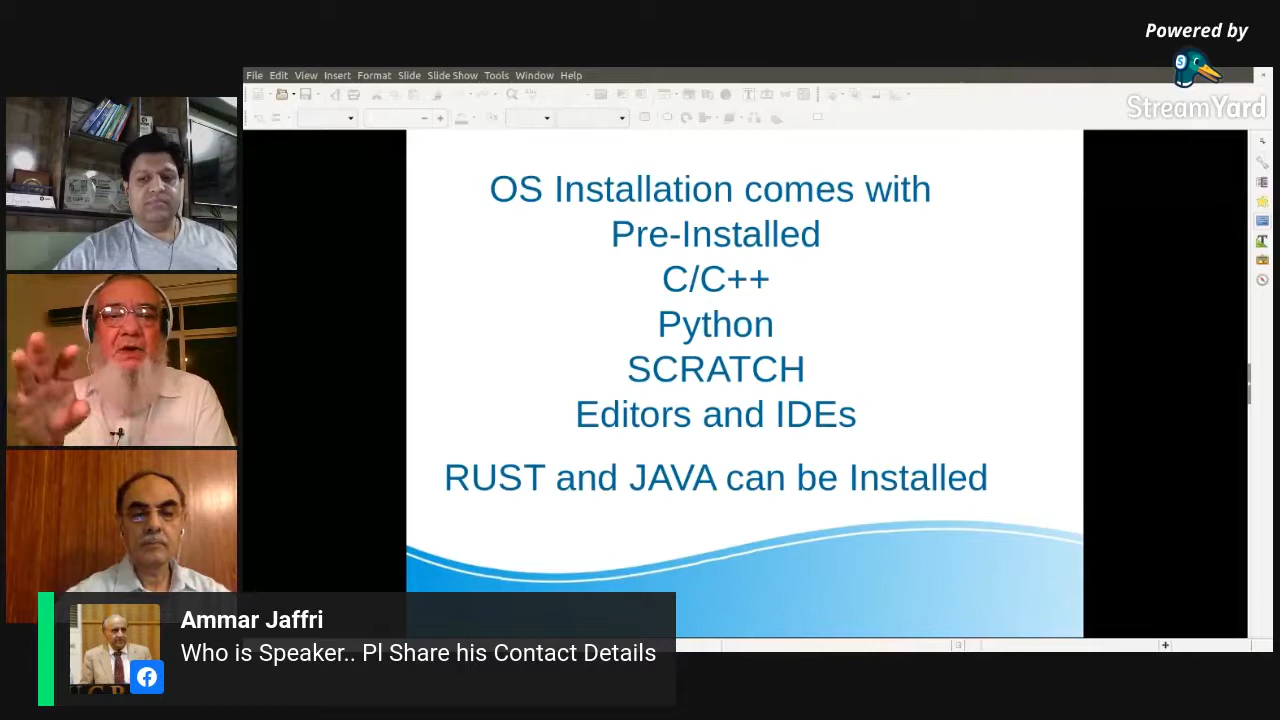 Powered by
StreamYard
File Edit View Insert Format Slide Slide Show Tools Window Help
OS Installation comes with
Pre-Installed
C/C++
Python
SCRATCH
Editors and IDEs
RUST and JAVA can be Installed
Ammar Jaffri
Who is Speaker.. Pl Share his Contact Details